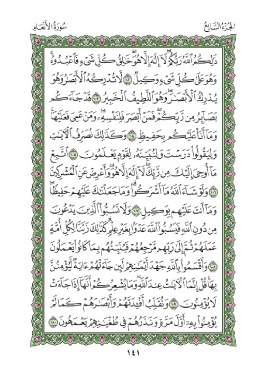 الجزء السابع سورة الأنعام
ذَٰلِكُمُ ٱللَّهُ رَبُّكُمْ لَآ إِلَٰهَ إِلَّا هُوَ خَٰلِقُ كُلِّ شَىْءٍ فَٱعْبُدُوهُ
وَهُوَ عَلَىٰ كُلِّ شَىْءٍ وَكِيلٌ ١٠٢ لَّا تُدْرِكُهُ ٱلْأَبْصَٰرُ وَهُوَ
يُدْرِكُ ٱلْأَبْصَٰرَ وَهُوَ ٱللَّطِيفُ ٱلْخَبِيرُ ١٠٣ قَدْ جَآءَكُم
بَصَآئِرُ مِن رَّبِّكُمْ فَمَنْ أَبْصَرَ فَلِنَفْسِهِۦ وَمَنْ عَمِىَ فَعَلَيْهَا
وَمَآ أَنَا۠ عَلَيْكُم بِحَفِيظٍ ١٠٤ وَكَذَٰلِكَ نُصَرِّفُ ٱلْءَايَٰتِ
وَلِيَقُولُوا۟ دَرَسْتَ وَلِنُبَيِّنَهُۥ لِقَوْمٍ يَعْلَمُونَ ١٠٥ ٱتَّبِعْ
مَآ أُوحِىَ إِلَيْكَ مِن رَّبِّكَ لَآ إِلَٰهَ إِلَّا هُوَ وَأَعْرِضْ عَنِ ٱلْمُشْرِكِينَ
١٠٦ وَلَوْ شَآءَ ٱللَّهُ مَآ أَشْرَكُوا۟ وَمَا جَعَلْنَٰكَ عَلَيْهِمْ حَفِيظًا
وَمَآ أَنتَ عَلَيْهِم بِوَكِيلٍ ١٠٧ وَلَا تَسُبُّوا۟ ٱلَّذِينَ يَدْعُونَ
مِن دُونِ ٱللَّهِ فَيَسُبُّوا۟ ٱللَّهَ عَدْوًۢا بِغَيْرِ عِلْمٍ كَذَٰلِكَ زَيَّنَّا لِكُلِّ أُمَّةٍ
عَمَلَهُمْ ثُمَّ إِلَىٰ رَبِّهِم مَّرْجِعُهُمْ فَيُنَبِّئُهُم بِمَا كَانُوا۟ يَعْمَلُونَ
١٠٨ وَأَقْسَمُوا۟ بِٱللَّهِ جَهْدَ أَيْمَٰنِهِمْ لَئِن جَآءَتْهُمْ ءَايَةٌ لَّيُؤْمِنُنَّ
بِهَا قُلْ إِنَّمَا ٱلْءَايَٰتُ عِندَ ٱللَّهِ وَمَا يُشْعِرُكُمْ أَنَّهَآ إِذَا جَآءَتْ
لَا يُؤْمِنُونَ ١٠٩ وَنُقَلِّبُ أَفْـِٔدَتَهُمْ وَأَبْصَٰرَهُمْ كَمَا لَمْ
يُؤْمِنُوا۟ بِهِۦٓ أَوَّلَ مَرَّةٍ وَنَذَرُهُمْ فِى طُغْيَٰنِهِمْ يَعْمَهُونَ ١١٠
١٤١